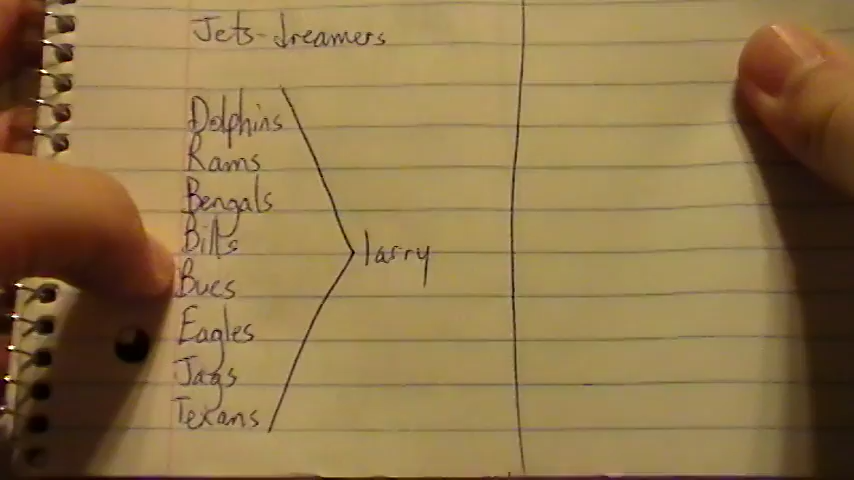 Jets-dreamers
Dolphins
Rams
Bengals
Bills
larry
Bucs
Eagles
Jags
Texans